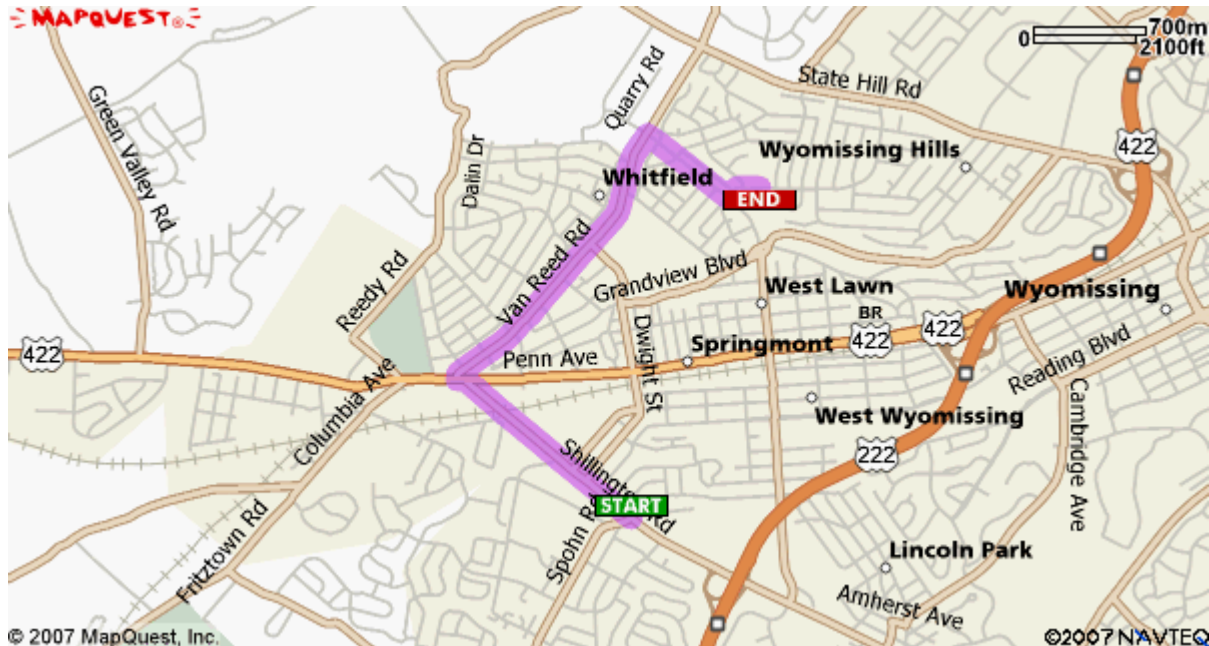 MAPQUEST®
700m
0
2100ft
Quarry Rd
State Hill Rd
Green Valley Rd
Dalin Dr
422
Wyomissing Hills
Whitfield
END
Reedy Rd
Van Reed Rd
Grandview Blvd
West Lawn
Wyomissing
BR
422
422
422
Penn Ave
Dwight St
Springmont
Reading Blvd
Columbia Ave
West Wyomissing
Cambridge Ave
222
Shillington Rd
START
Spohn
Fritztown Rd
Lincoln Park
Amherst Ave
© 2007 MapQuest, Inc.
©2007 NAVTEQ